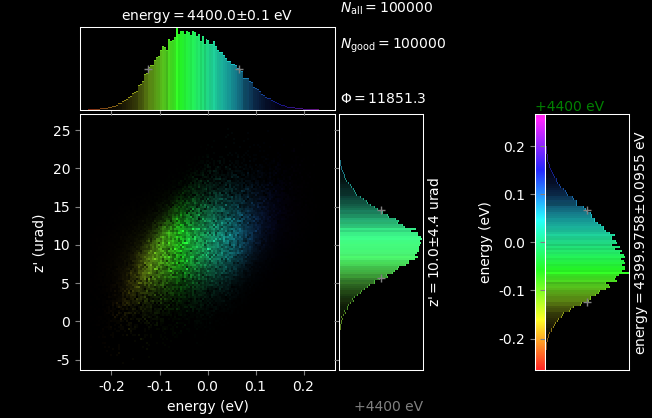 energy = 4400.0±0.1 eV
N_all = 100000
N_good = 100000
Φ = 11851.3
+4400 eV
25
20
15
10
5
0
-5
z' (urad)
z' = 10.0±4.4 urad
-0.2 -0.1 0.0 0.1 0.2
energy (eV)
+4400 eV
0.2
0.1
0.0
-0.1
-0.2
energy (eV)
energy = 4399.9758±0.0955 eV